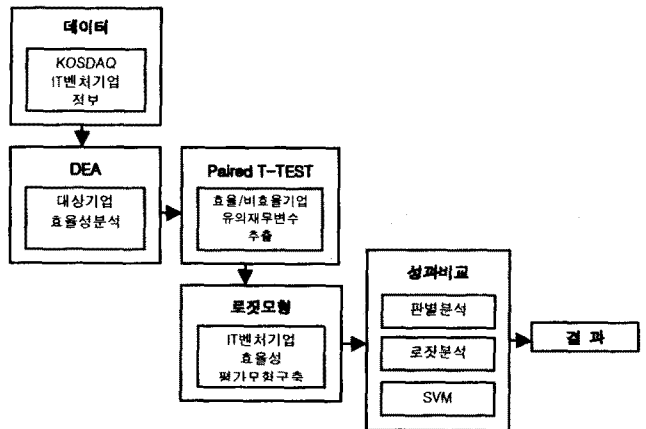 데이터
KOSDAQ
IT벤처기업
정보
DEA
대상기업
효율성분석
Paired T-TEST
효율/비효율기업
유의재무변수
추출
로짓모형
IT벤처기업
효율성
평가모형구축
성과비교
판별분석
로짓분석
SVM
결 과